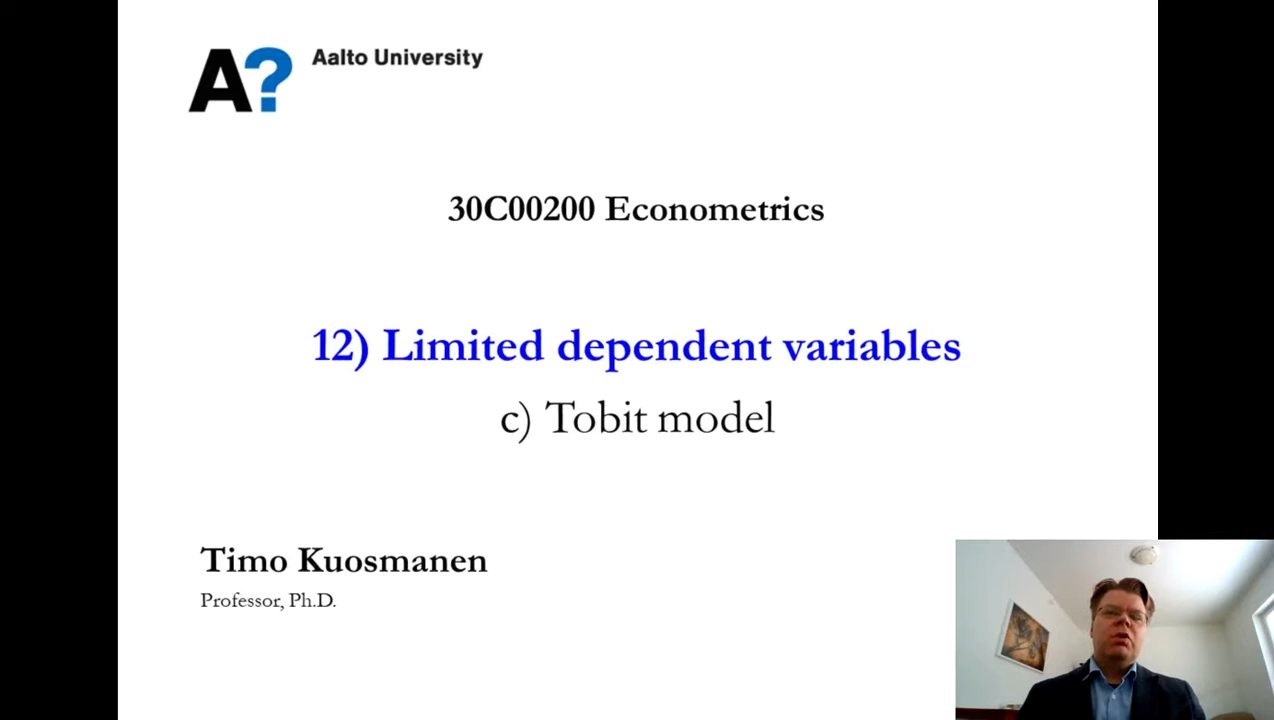 A?
Aalto University
30C00200 Econometrics
12) Limited dependent variables
c) Tobit model
Timo Kuosmanen
Professor, Ph.D.